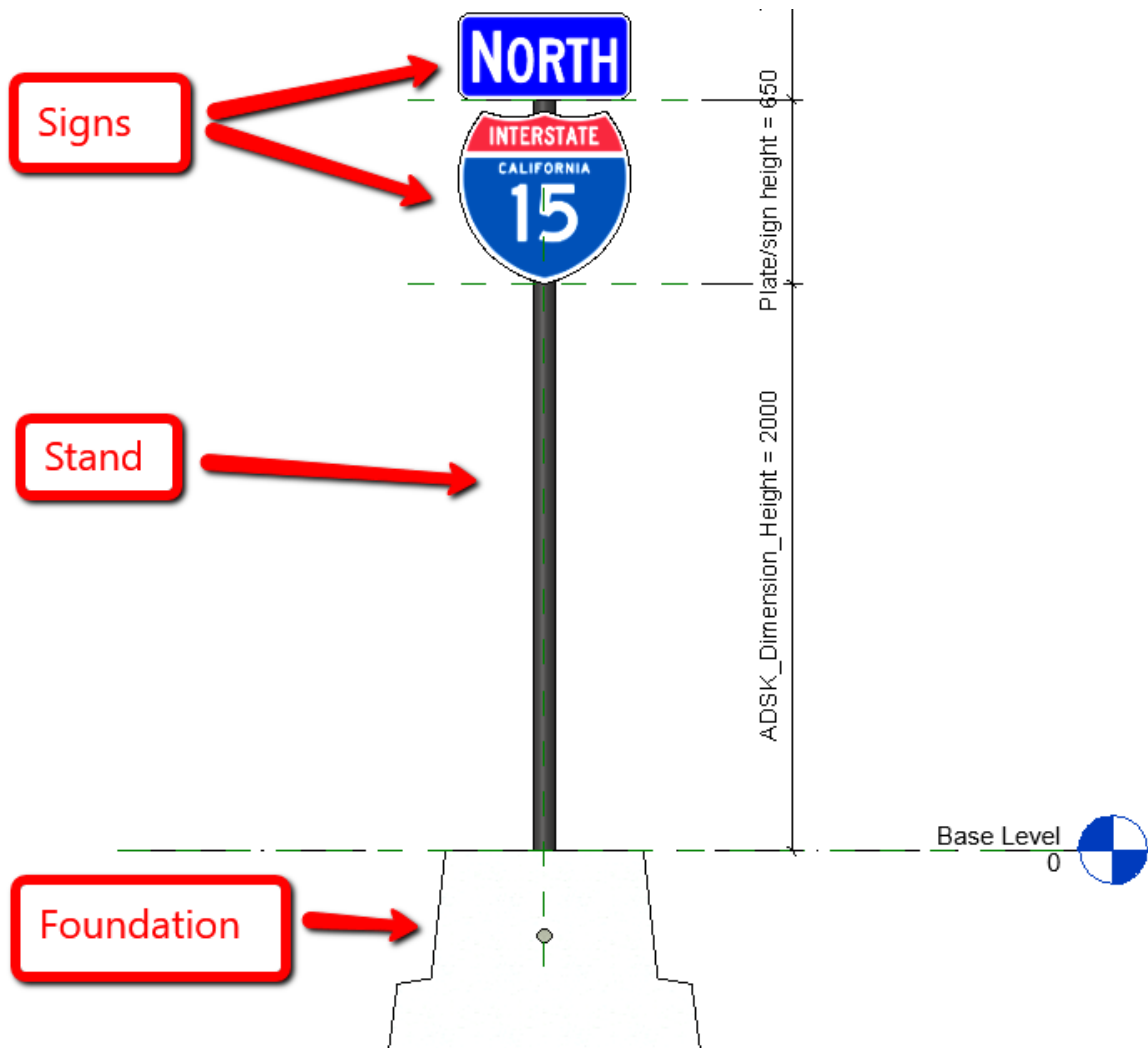 NORTH
Signs
INTERSTATE
CALIFORNIA
15
Plate/sign height = 650
Stand
ADSK_Dimension_Height = 2000
Base Level
0
Foundation